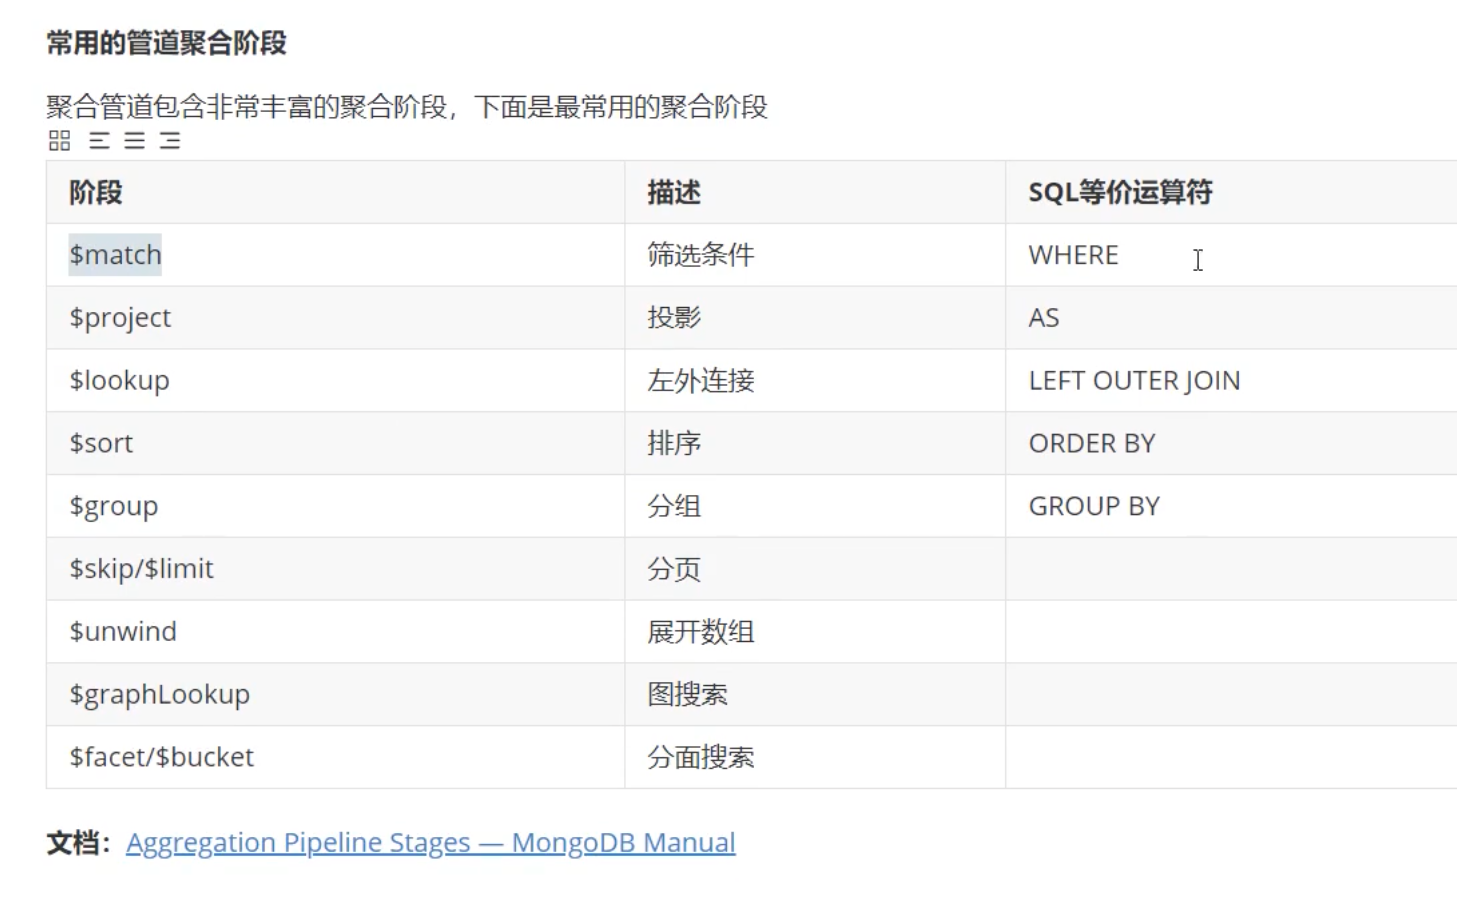 常用的管道聚合阶段
聚合管道包含非常丰富的聚合阶段，下面是最常用的聚合阶段
阶段 描述 SQL等价运算符
$match 筛选条件 WHERE
$project 投影 AS
$lookup 左外连接 LEFT OUTER JOIN
$sort 排序 ORDER BY
$group 分组 GROUP BY
$skip/$limit 分页
$unwind 展开数组
$graphLookup 图搜索
$facet/$bucket 分面搜索
文档：Aggregation Pipeline Stages — MongoDB Manual